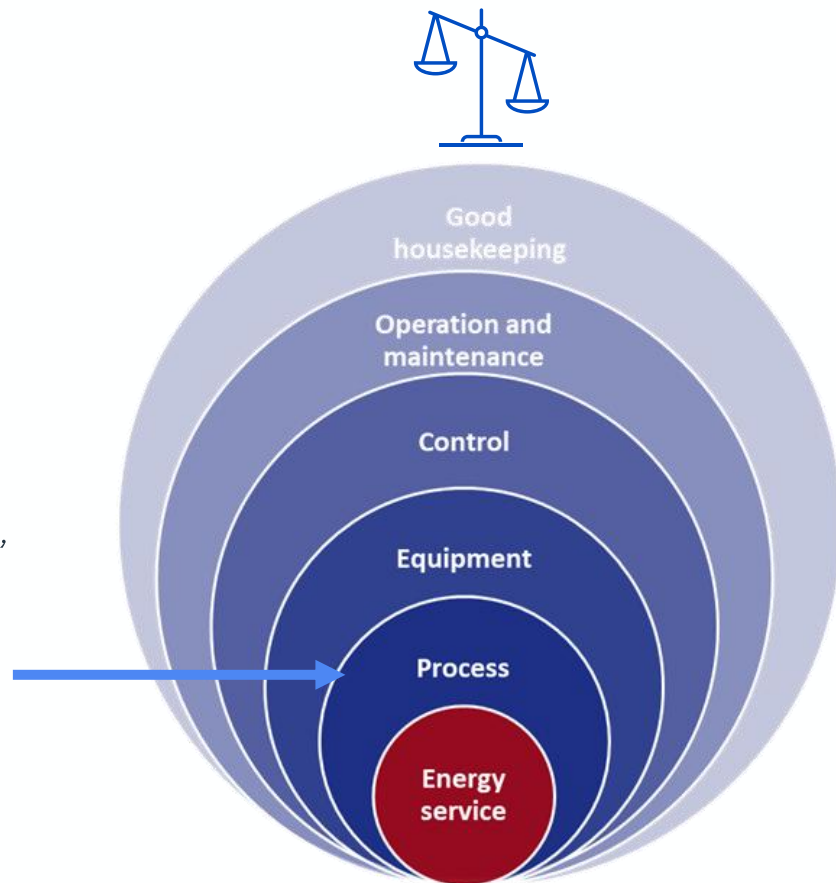 Good
housekeeping
Operation and
maintenance
Control
Equipment
,
Process
Energy
service